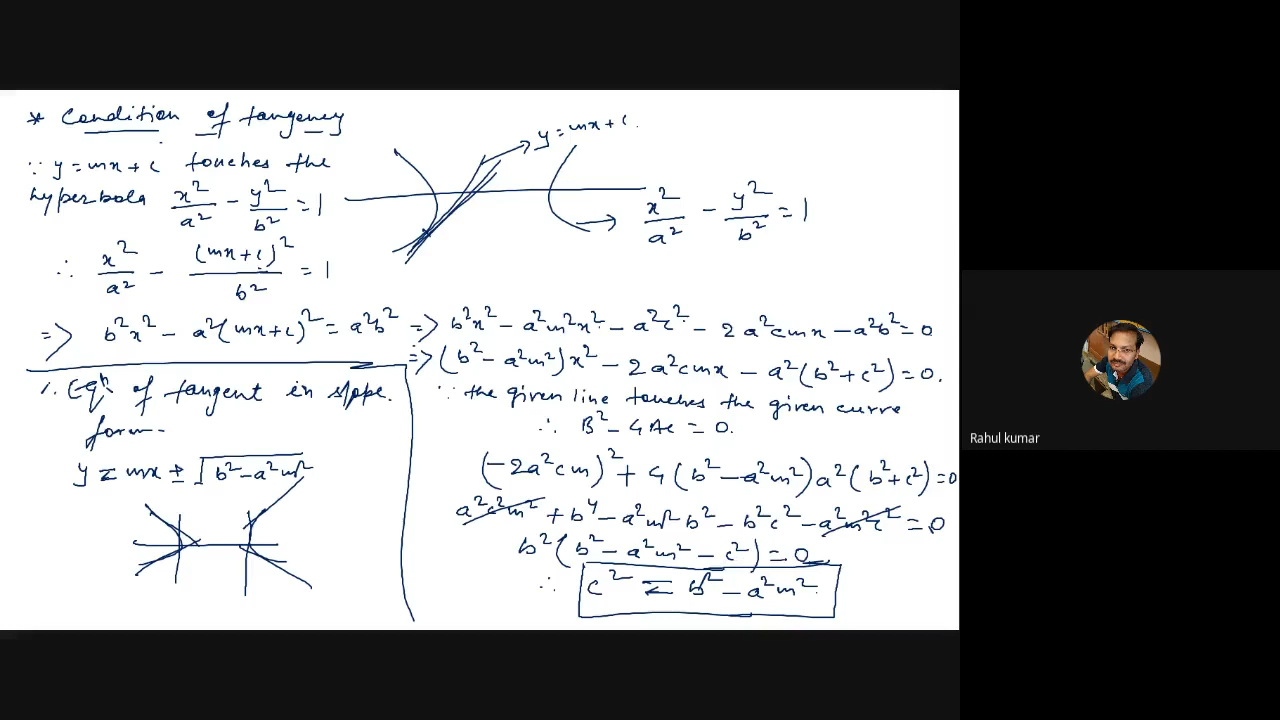 * Condition of tangency
∵ y = mx + c touches the
hyperbola x²/a² − y²/b² = 1
∴ x²/a² − (mx+c)²/b² = 1
=> b²x² − a²(mx+c)² = a²b²
y = mx + c.
x²/a² − y²/b² = 1
=> b²x² − a²m²x² − a²c² − 2a²cmx − a²b² = 0
=> (b² − a²m²)x² − 2a²cmx − a²(b² + c²) = 0.
∵ the given line touches the given curve
∴ B² − 4AC = 0.
(−2a²cm)² + 4(b² − a²m²)a²(b² + c²) = 0
a²c²m² + b⁴ − a²m²b² − b²c² − a²m²c² = 0
b²(b² − a²m² − c²) = 0
∴ c² = b² − a²m².
1. Eqⁿ of tangent in slope.
form.
y = mx ± √b² − a²m²
Rahul kumar